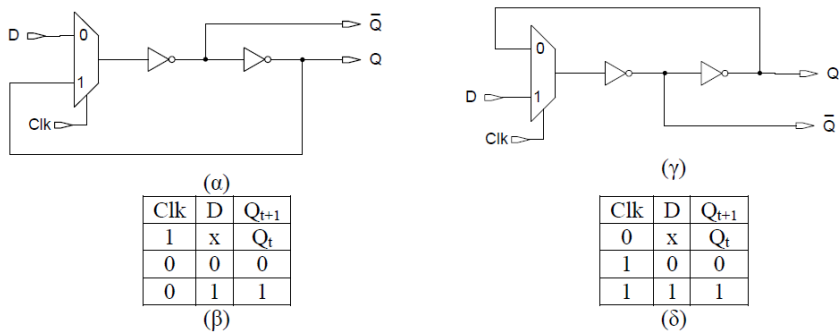 D 0 Q̅
1 Q
Clk
(α)
0
D 1 Q
Clk Q̅
(γ)
Clk D Qt+1
1 x Qt
0 0 0
0 1 1
(β)
Clk D Qt+1
0 x Qt
1 0 0
1 1 1
(δ)